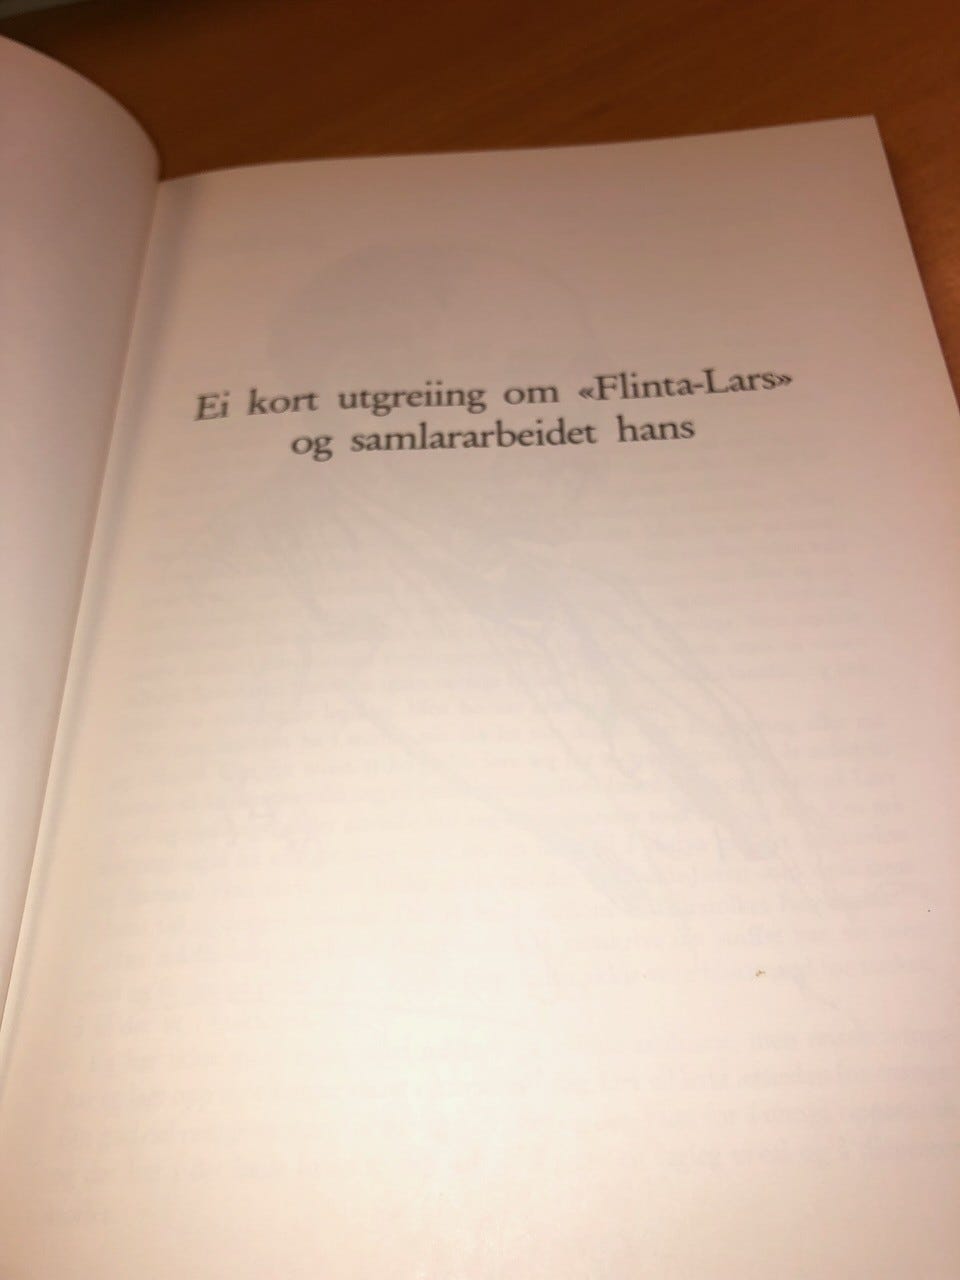 Ei kort utgreiing om «Flinta-Lars»
og samlararbeidet hans